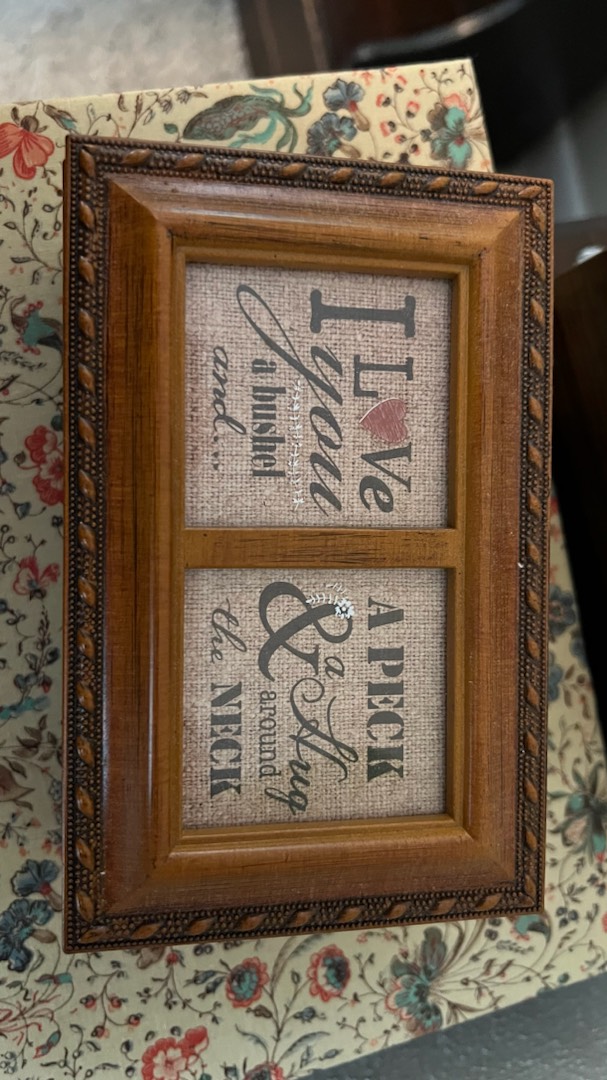 I LOVe
you
a bushel
and...
A PECK
& a Hug
around
the NECK